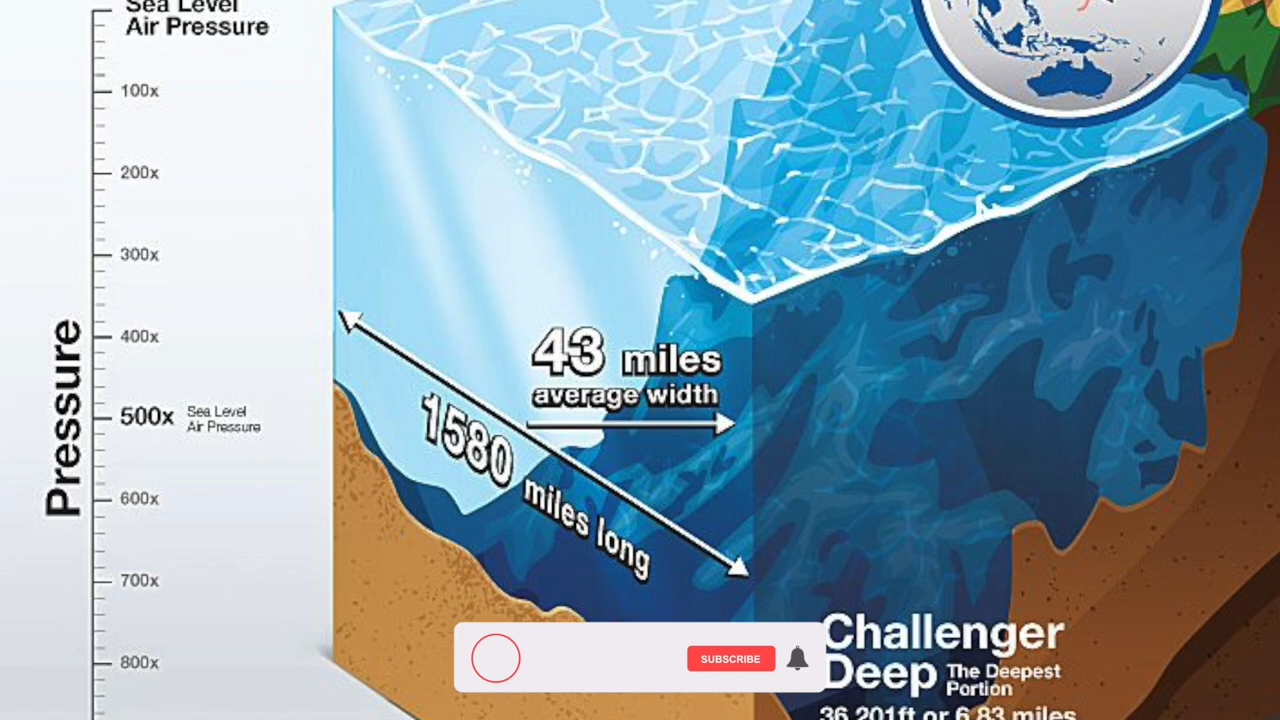 Sea Level
Air Pressure
100x
200x
300x
400x
500x Sea Level
Air Pressure
600x
700x
800x
Pressure
43 miles
average width
1580 miles long
Challenger
Deep The Deepest
Portion
36,201ft or 6.83 miles
SUBSCRIBE